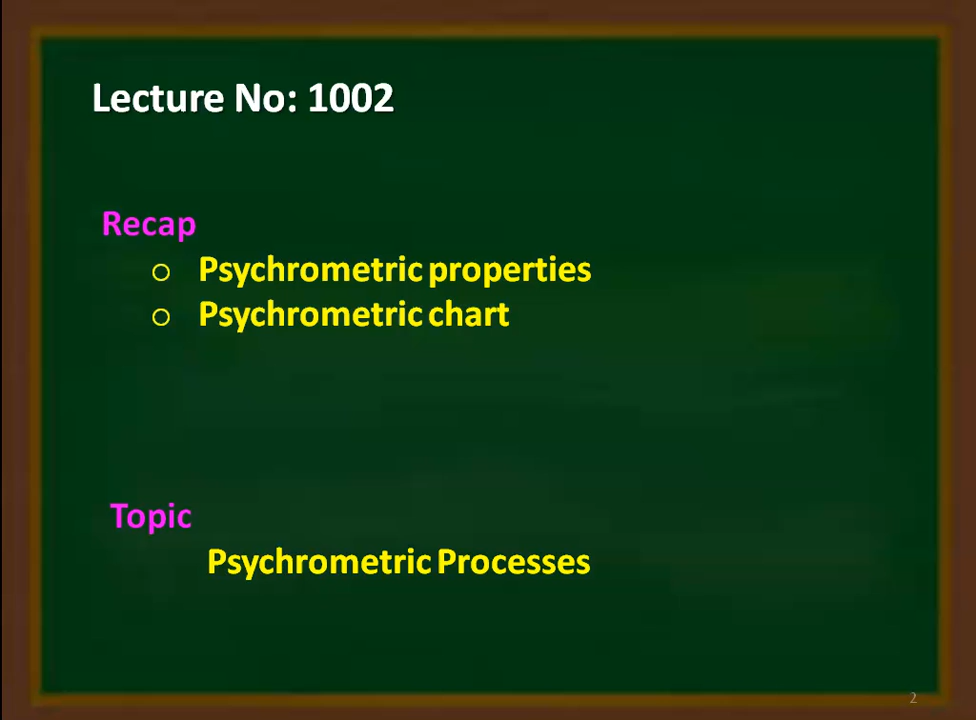 Lecture No: 1002
Recap
○ Psychrometric properties
○ Psychrometric chart
Topic
Psychrometric Processes
2